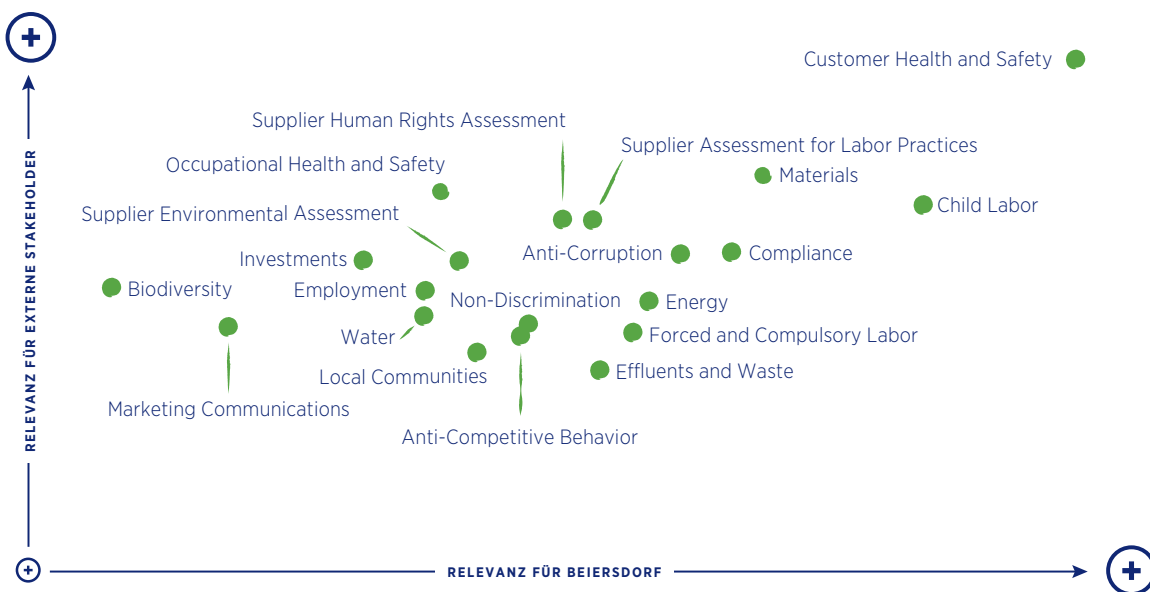 Customer Health and Safety
Supplier Human Rights Assessment
Supplier Assessment for Labor Practices
Occupational Health and Safety
Materials
Child Labor
Supplier Environmental Assessment
Anti-Corruption
Compliance
Investments
Biodiversity
Employment
Non-Discrimination
Energy
Water
Forced and Compulsory Labor
Local Communities
Effluents and Waste
Marketing Communications
Anti-Competitive Behavior
RELEVANZ FÜR EXTERNE STAKEHOLDER
RELEVANZ FÜR BEIERSDORF